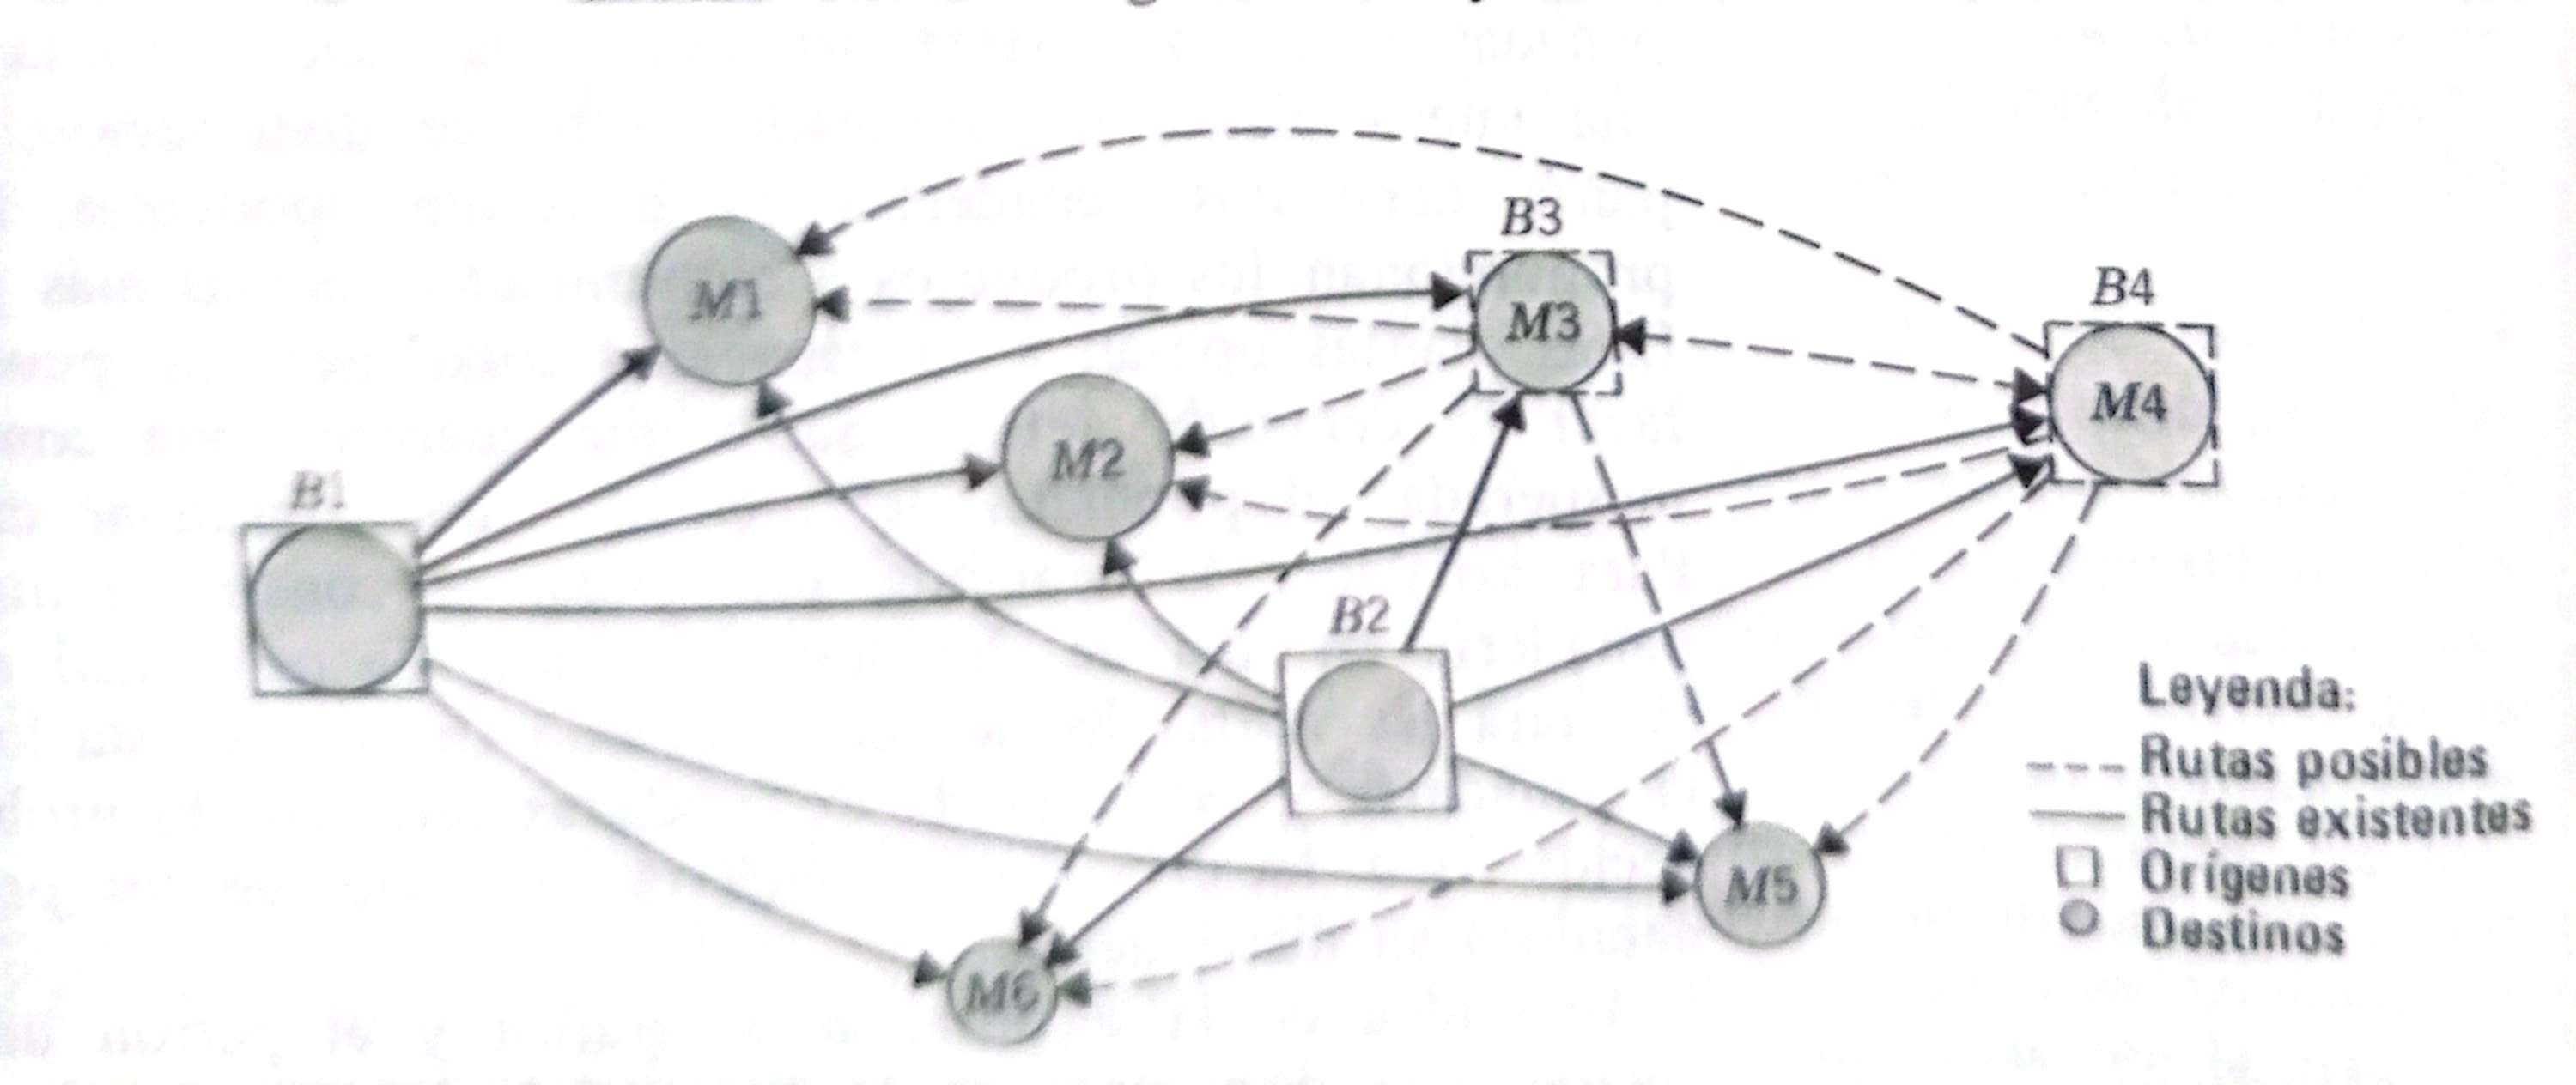 B3
M1
B4
M3
M4
M2
B1
B2
Leyenda:
Rutas posibles
Rutas existentes
M5
Orígenes
Destinos
M6